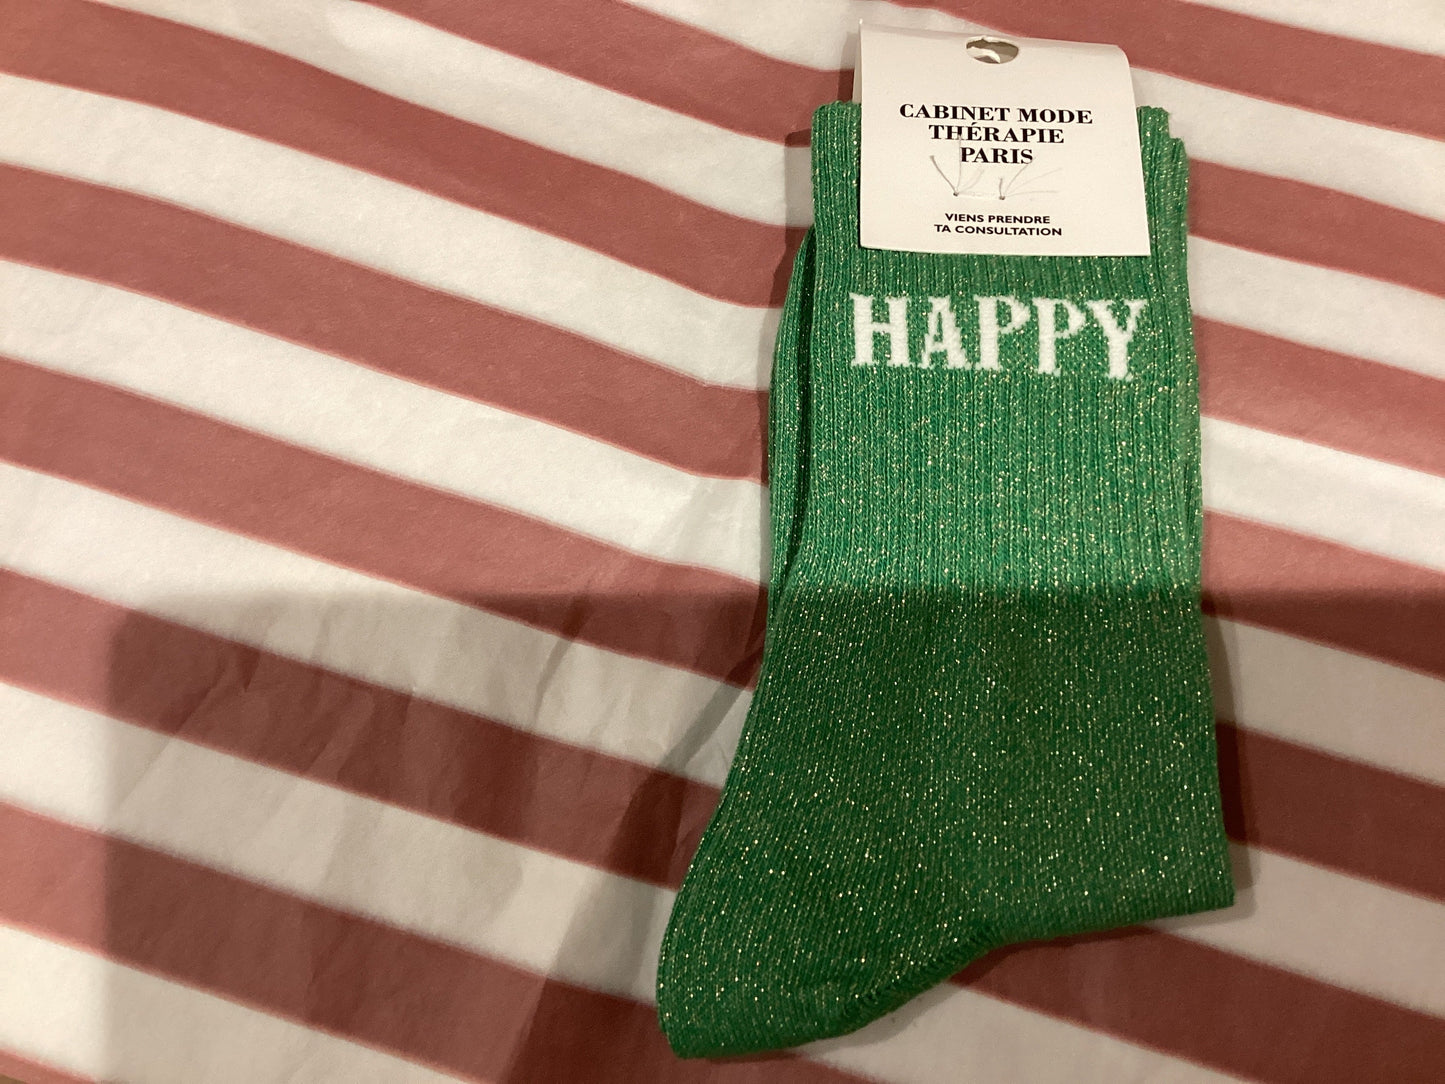 CABINET MODE
THÉRAPIE
PARIS
VIENS PRENDRE
TA CONSULTATION
HAPPY